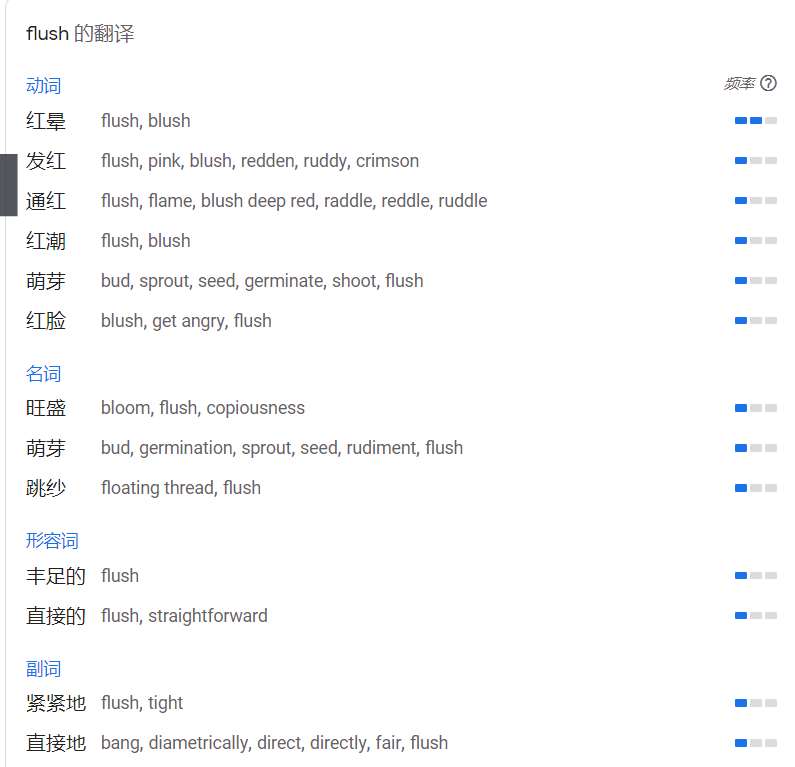 flush 的翻译
动词 频率 ?
红晕 flush, blush
发红 flush, pink, blush, redden, ruddy, crimson
通红 flush, flame, blush deep red, raddle, reddle, ruddle
红潮 flush, blush
萌芽 bud, sprout, seed, germinate, shoot, flush
红脸 blush, get angry, flush
名词
旺盛 bloom, flush, copiousness
萌芽 bud, germination, sprout, seed, rudiment, flush
跳纱 floating thread, flush
形容词
丰足的 flush
直接的 flush, straightforward
副词
紧紧地 flush, tight
直接地 bang, diametrically, direct, directly, fair, flush